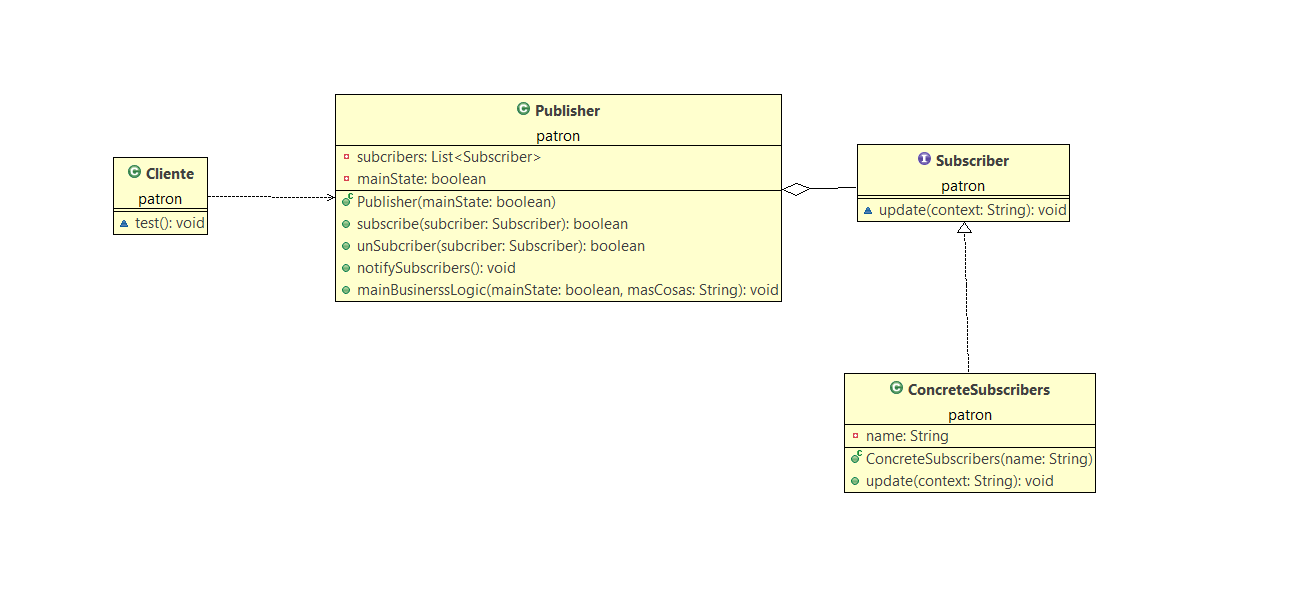 Cliente
patron
test(): void
Publisher
patron
subcribers: List<Subscriber>
mainState: boolean
Publisher(mainState: boolean)
subscribe(subcriber: Subscriber): boolean
unSubcriber(subcriber: Subscriber): boolean
notifySubscribers(): void
mainBusinerssLogic(mainState: boolean, masCosas: String): void
Subscriber
patron
update(context: String): void
ConcreteSubscribers
patron
name: String
ConcreteSubscribers(name: String)
update(context: String): void